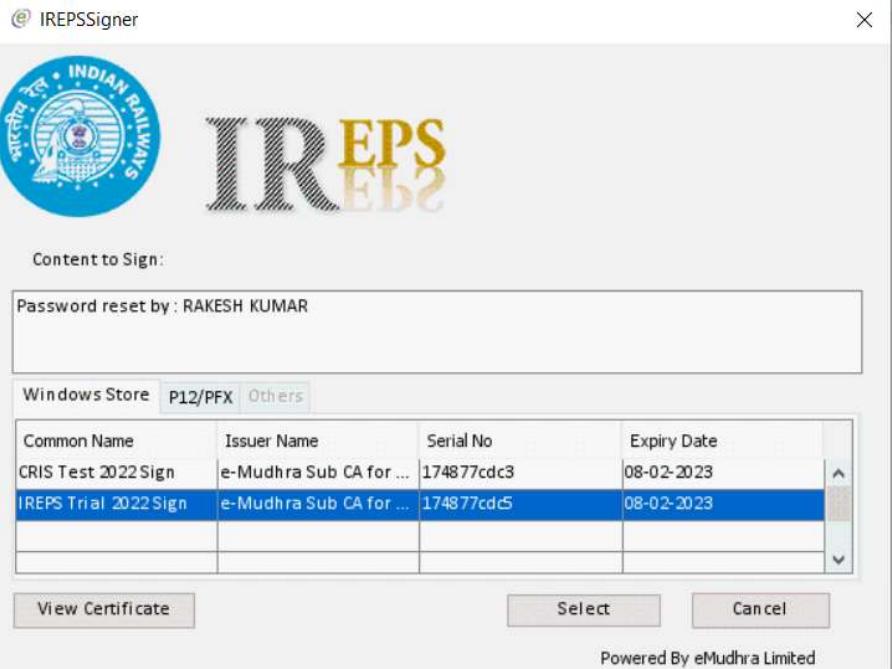 IREPSSigner
भारतीय रेल • INDIAN RAILWAYS
IREPS
Content to Sign:
Password reset by : RAKESH KUMAR
Windows Store P12/PFX Others
Common Name Issuer Name Serial No Expiry Date
CRIS Test 2022 Sign e-Mudhra Sub CA for ... 174877cdc3 08-02-2023
IREPS Trial 2022 Sign e-Mudhra Sub CA for ... 174877cdc5 08-02-2023
View Certificate Select Cancel
Powered By eMudhra Limited